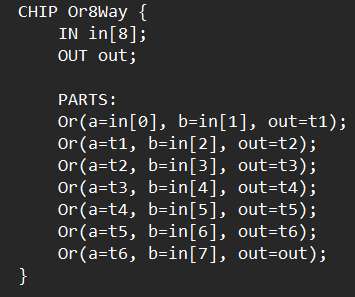 CHIP Or8Way {
    IN in[8];
    OUT out;

    PARTS:
    Or(a=in[0], b=in[1], out=t1);
    Or(a=t1, b=in[2], out=t2);
    Or(a=t2, b=in[3], out=t3);
    Or(a=t3, b=in[4], out=t4);
    Or(a=t4, b=in[5], out=t5);
    Or(a=t5, b=in[6], out=t6);
    Or(a=t6, b=in[7], out=out);
}